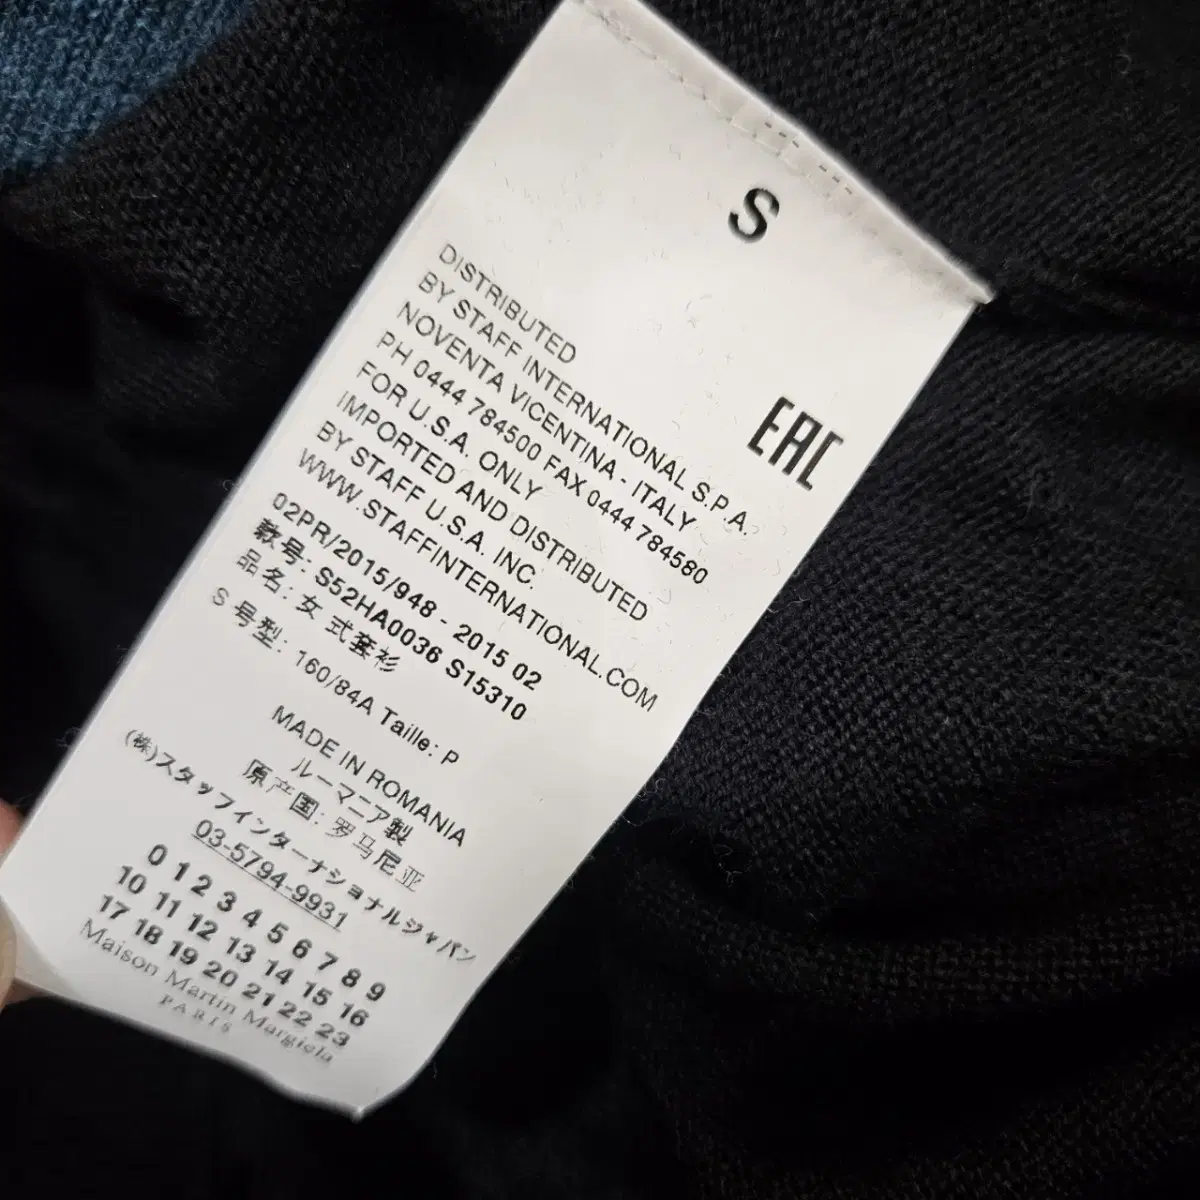 S
EAC
DISTRIBUTED
BY STAFF INTERNATIONAL S.P.A.
NOVENTA VICENTINA - ITALY
PH 0444 784500 FAX 0444 784580
FOR U.S.A. ONLY
IMPORTED AND DISTRIBUTED
BY STAFF U.S.A. INC.
WWW.STAFFINTERNATIONAL.COM
02PR/2015/948 - 2015 02
款号: S52HA0036 S15310
品名: 女式套衫
S 号型: 160/84A Taille: P
MADE IN ROMANIA
ルーマニア製
原产国: 罗马尼亚
(株)スタッフインターナショナルジャパン
03-5794-9931
0 1 2 3 4 5 6 7 8 9
10 11 12 13 14 15 16
17 18 19 20 21 22 23
Maison Martin Margiela
PARIS